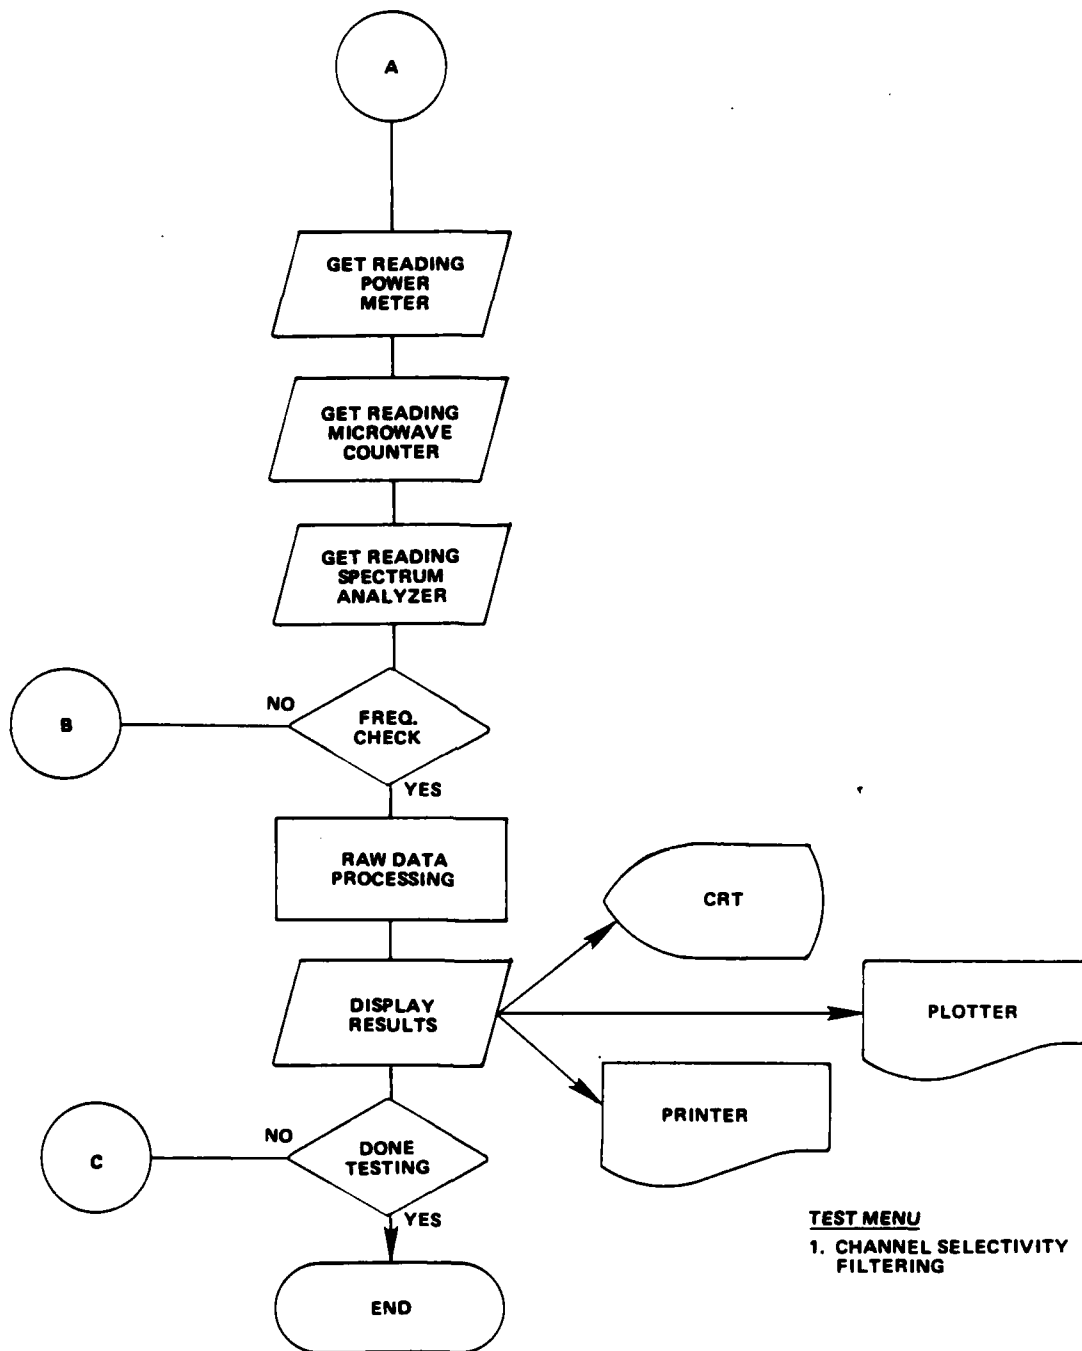 A
GET READING
POWER
METER
GET READING
MICROWAVE
COUNTER
GET READING
SPECTRUM
ANALYZER
B
NO
FREQ.
CHECK
YES
RAW DATA
PROCESSING
CRT
DISPLAY
RESULTS
PLOTTER
PRINTER
C
NO
DONE
TESTING
YES
END
TEST MENU
1. CHANNEL SELECTIVITY
FILTERING